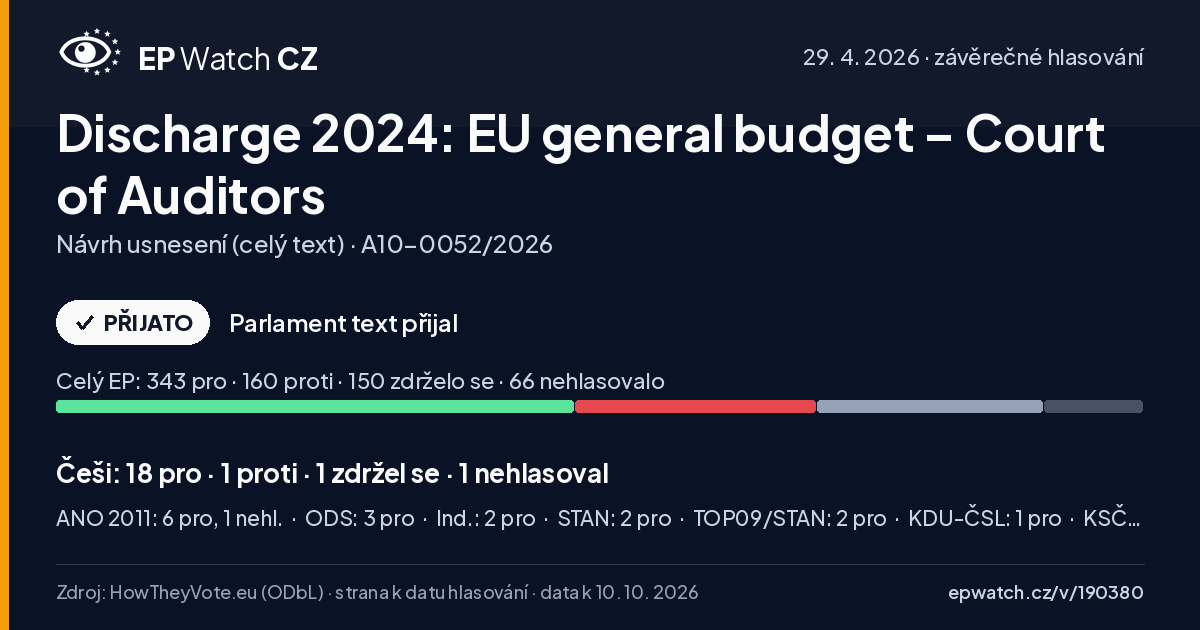 EP Watch CZ
29. 4. 2026 · závěrečné hlasování
Discharge 2024: EU general budget – Court
of Auditors
Návrh usnesení (celý text) · A10-0052/2026
✓ PŘIJATO
Parlament text přijal
Celý EP: 343 pro · 160 proti · 150 zdrželo se · 66 nehlasovalo
Češi: 18 pro · 1 proti · 1 zdržel se · 1 nehlasoval
ANO 2011: 6 pro, 1 nehl. · ODS: 3 pro · Ind.: 2 pro · STAN: 2 pro · TOP09/STAN: 2 pro · KDU-ČSL: 1 pro · KSČ…
Zdroj: HowTheyVote.eu (ODbL) · strana k datu hlasování · data k 10. 10. 2026
epwatch.cz/v/190380